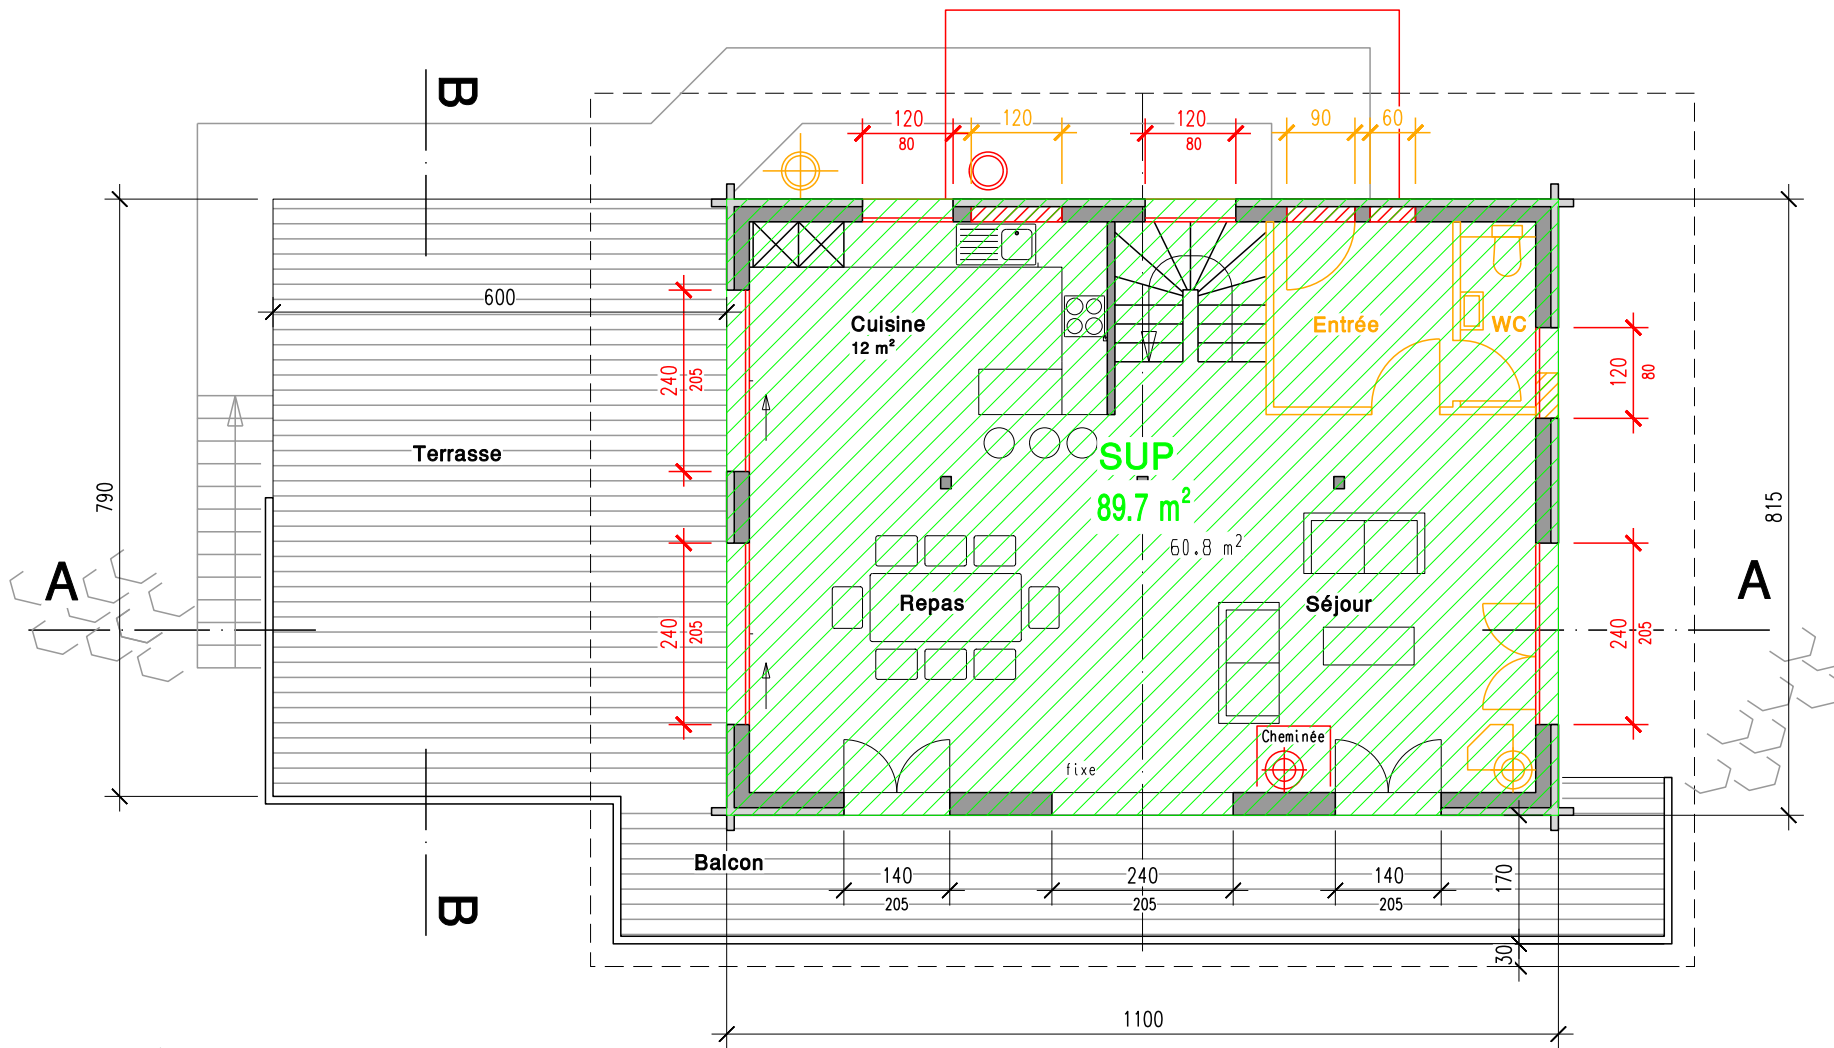 B
120
80
120
120
80
90
60
600
Cuisine
12 m²
Entrée
WC
240
205
120
80
Terrasse
SUP
89.7 m²
60.8 m²
790
815
A
A
Repas
Séjour
240
205
240
205
Cheminée
fixe
Balcon
140
205
240
205
140
205
170
30
B
1100